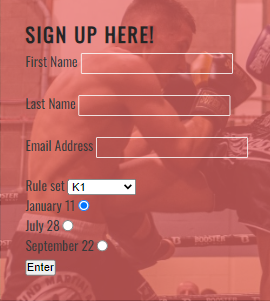 SIGN UP HERE!
First Name
Last Name
Email Address
Rule set K1
January 11
July 28
September 22
Enter